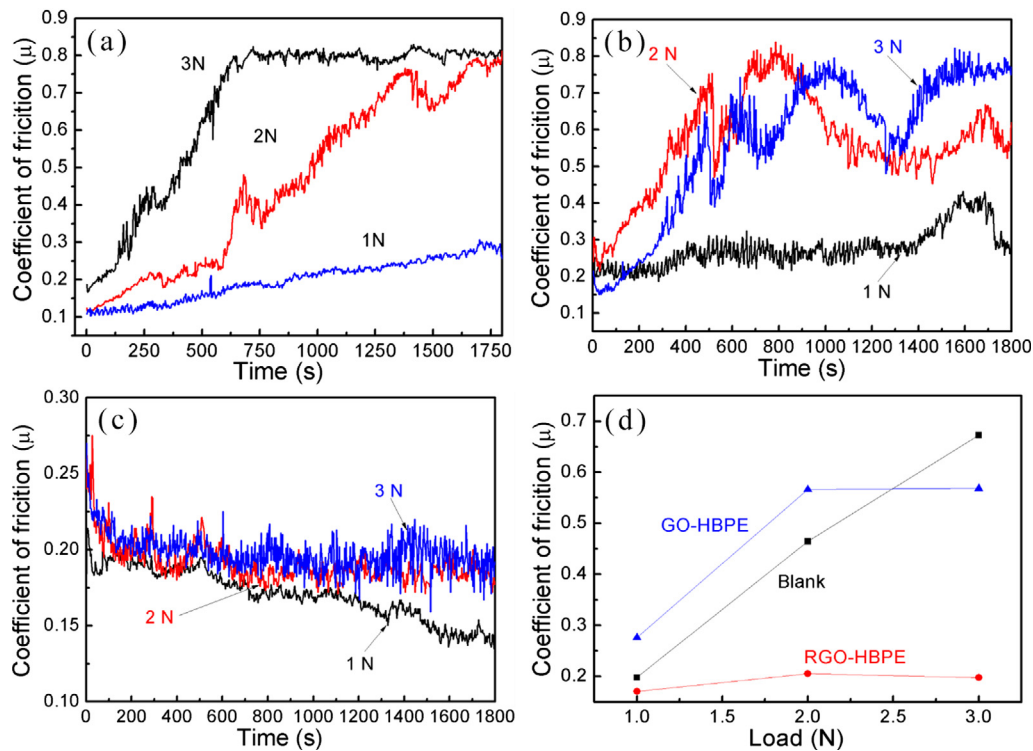 (a)
Coefficient of fricition (μ)
0.9
0.8
0.7
0.6
0.5
0.4
0.3
0.2
0.1
3N
2N
1N
0 250 500 750 1000 1250 1500 1750
Time (s)
(b)
Coefficient of fricition (μ)
0.9
0.8
0.7
0.6
0.5
0.4
0.3
0.2
0.1
2 N
3 N
1 N
0 200 400 600 800 1000 1200 1400 1600 1800
Time (s)
(c)
Coefficient of fricition (μ)
0.30
0.25
0.20
0.15
0.10
3 N
2 N
1 N
0 200 400 600 800 1000 1200 1400 1600 1800
Time (s)
(d)
Coefficient of fricition (μ)
0.7
0.6
0.5
0.4
0.3
0.2
GO-HBPE
Blank
RGO-HBPE
1.0 1.5 2.0 2.5 3.0
Load (N)